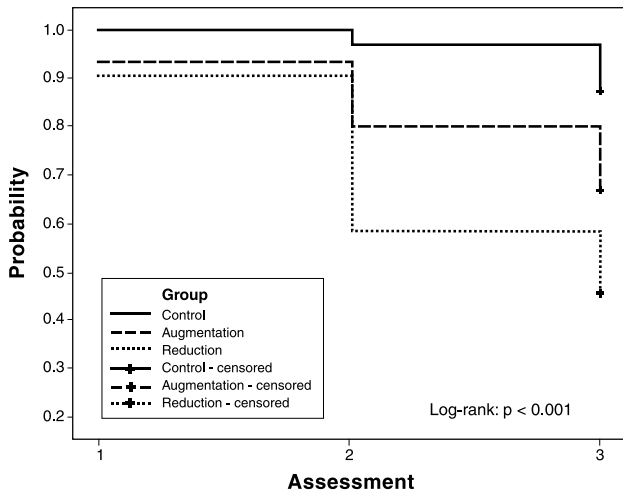 1.0
0.9
0.8
0.7
0.6
0.5
0.4
0.3
0.2
Probability
Group
Control
Augmentation
Reduction
Control - censored
Augmentation - censored
Reduction - censored
Log-rank: p < 0.001
1 2 3
Assessment